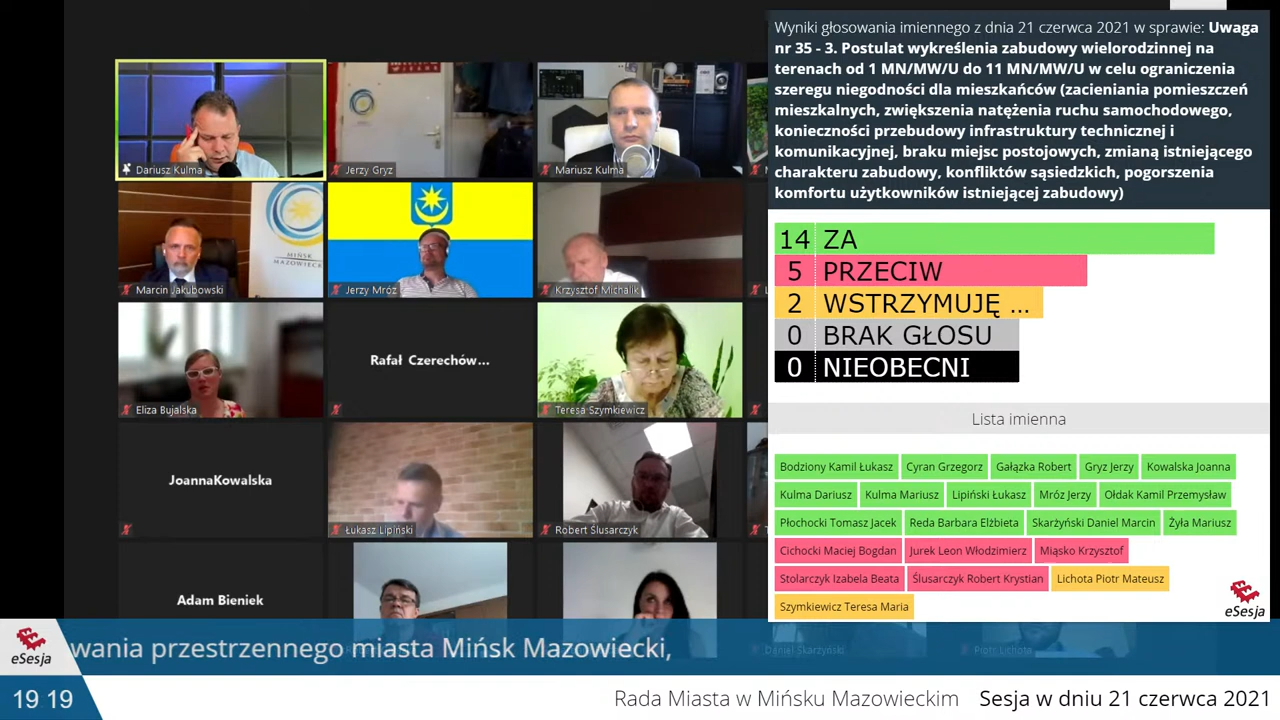 Wyniki głosowania imiennego z dnia 21 czerwca 2021 w sprawie: Uwaga
nr 35 - 3. Postulat wykreślenia zabudowy wielorodzinnej na
terenach od 1 MN/MW/U do 11 MN/MW/U w celu ograniczenia
szeregu niegodności dla mieszkańców (zacieniania pomieszczeń
mieszkalnych, zwiększenia natężenia ruchu samochodowego,
konieczności przebudowy infrastruktury technicznej i
komunikacyjnej, braku miejsc postojowych, zmianą istniejącego
charakteru zabudowy, konfliktów sąsiedzkich, pogorszenia
komfortu użytkowników istniejącej zabudowy)
14 ZA
5 PRZECIW
2 WSTRZYMUJĘ ...
0 BRAK GŁOSU
0 NIEOBECNI
Lista imienna
Bodziony Kamil Łukasz Cyran Grzegorz Gałązka Robert Gryz Jerzy Kowalska Joanna
Kulma Dariusz Kulma Mariusz Lipiński Łukasz Mróz Jerzy Ołdak Kamil Przemysław
Płochocki Tomasz Jacek Reda Barbara Elżbieta Skarżyński Daniel Marcin Żyła Mariusz
Cichocki Maciej Bogdan Jurek Leon Włodzimierz Miąsko Krzysztof
Stolarczyk Izabela Beata Ślusarczyk Robert Krystian Lichota Piotr Mateusz
Szymkiewicz Teresa Maria
eSesja
Dariusz Kulma
Jerzy Gryz
Mariusz Kulma
MIŃSK
MAZOWIECK
Marcin Jakubowski
Jerzy Mróz
Krzysztof Michalik
Eliza Bujalska
Rafał Czerechów...
Teresa Szymkiewicz
JoannaKowalska
Łukasz Lipiński
Robert Ślusarczyk
Adam Bieniek
Daniel Skarżyński
Piotr Lichota
eSesja
wania przestrzennego miasta Mińsk Mazowiecki,
19 19
Rada Miasta w Mińsku Mazowieckim Sesja w dniu 21 czerwca 2021